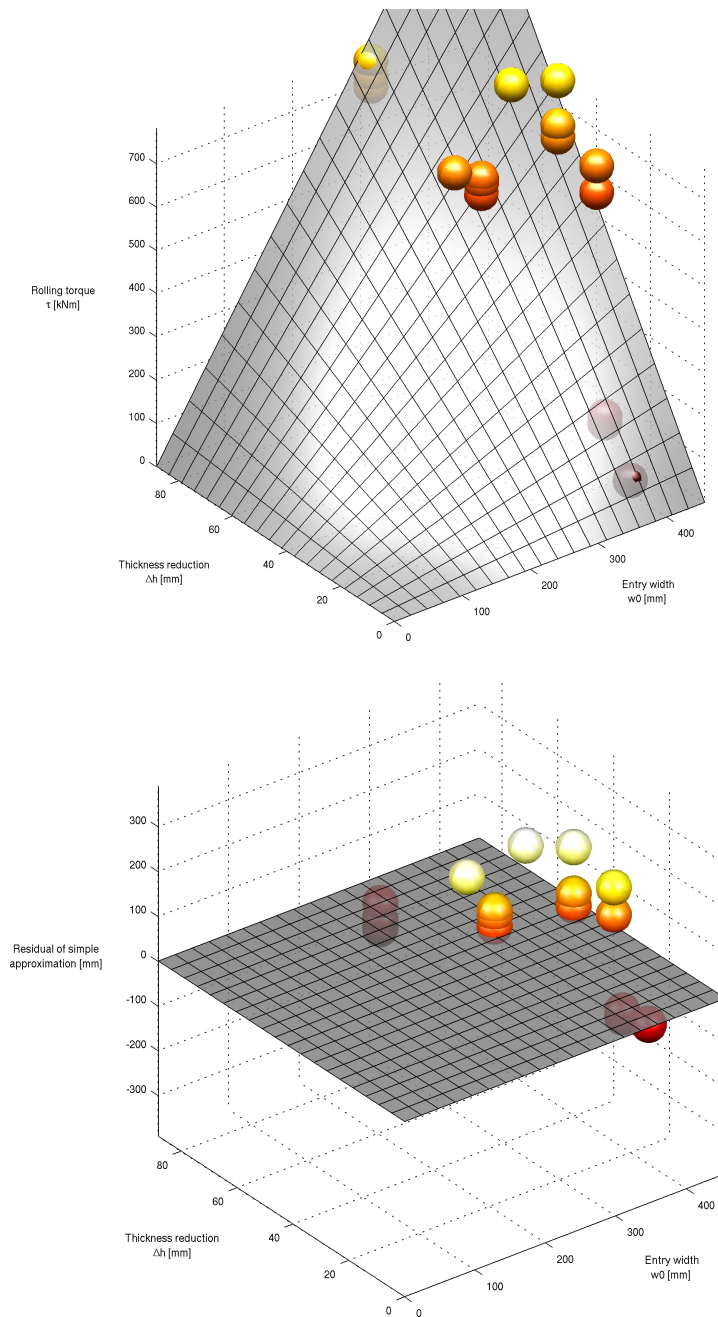 700
600
500
Rolling torque
τ [kNm]
400
300
200
100
0
80
60
40
20
0
Thickness reduction
Δh [mm]
0
100
200
300
400
Entry width
w0 [mm]
300
200
100
Residual of simple
approximation [mm]
0
-100
-200
-300
80
60
40
20
0
Thickness reduction
Δh [mm]
0
100
200
300
400
Entry width
w0 [mm]